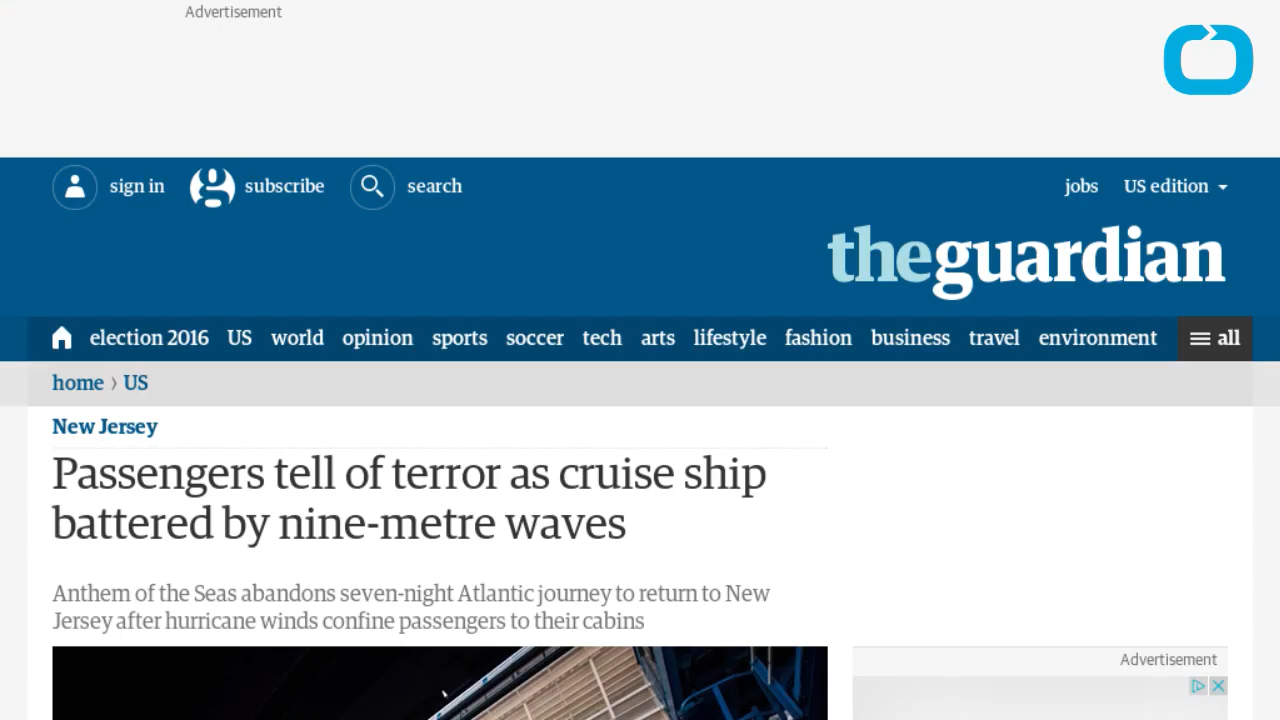 Advertisement
sign in
subscribe
search
jobs
US edition
theguardian
election 2016
US
world
opinion
sports
soccer
tech
arts
lifestyle
fashion
business
travel
environment
all
home › US
New Jersey
Passengers tell of terror as cruise ship
battered by nine-metre waves
Anthem of the Seas abandons seven-night Atlantic journey to return to New
Jersey after hurricane winds confine passengers to their cabins
Advertisement